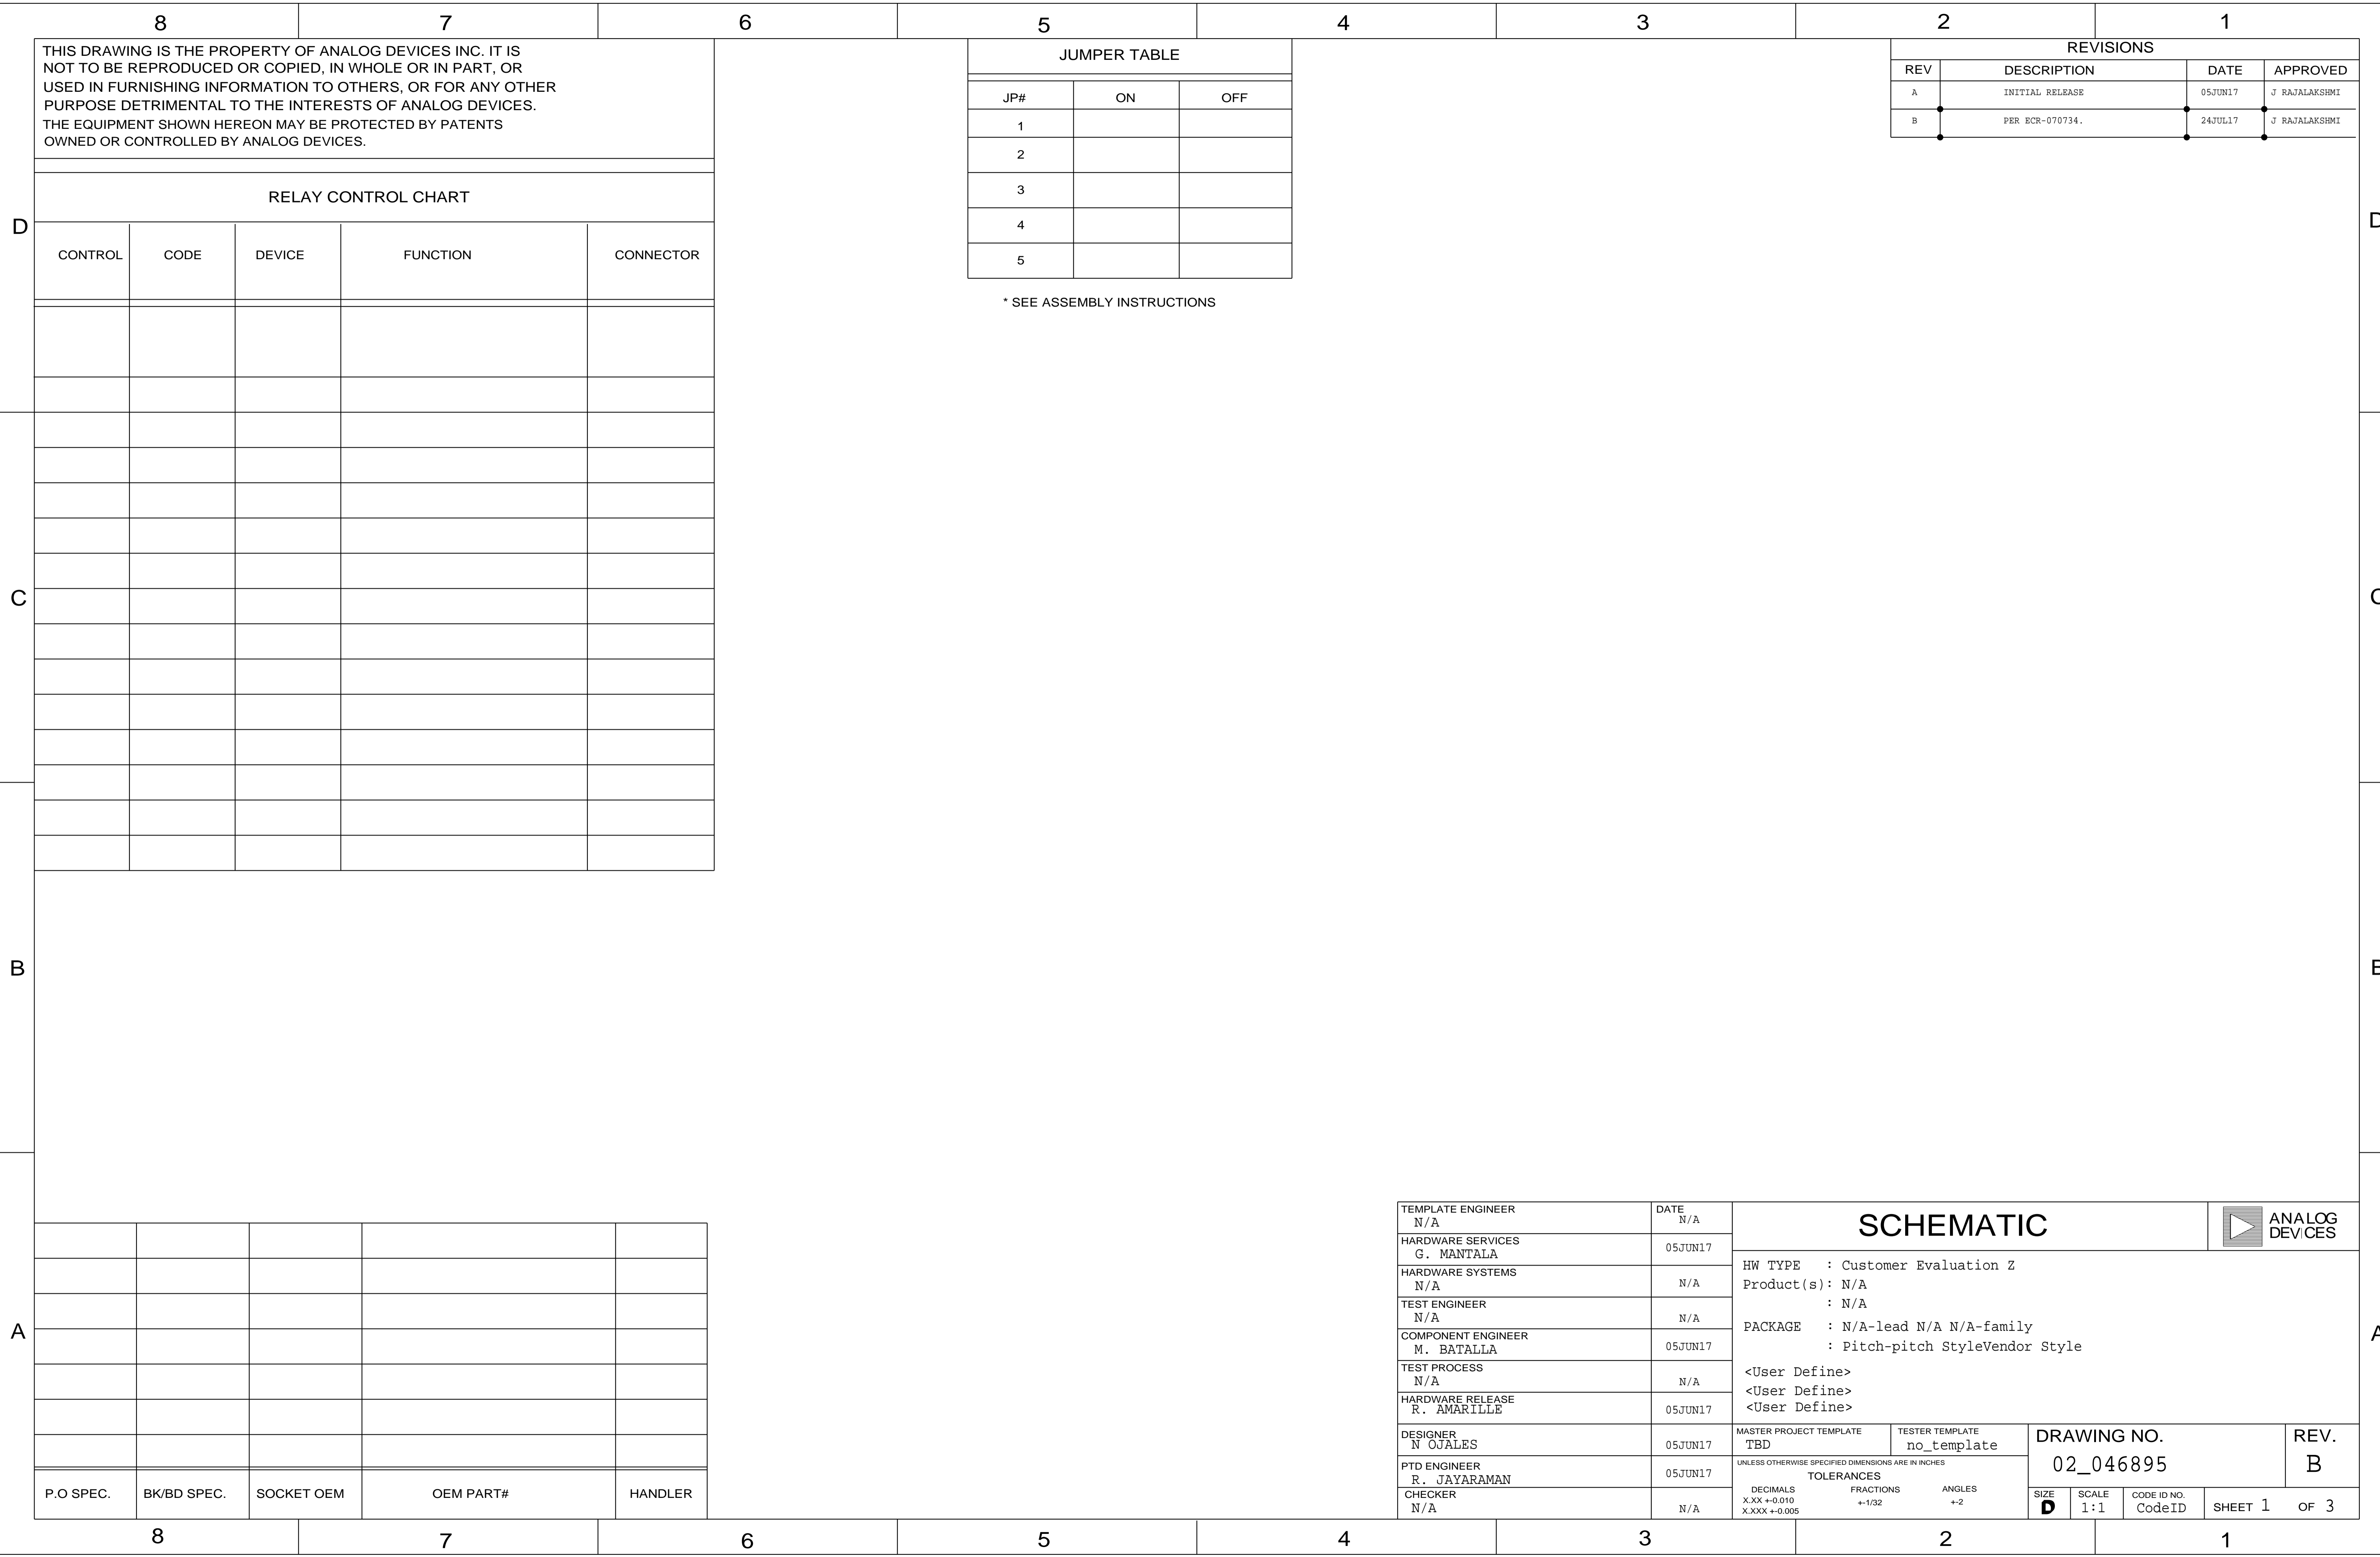 8 7 6 5 4 3 2 1
THIS DRAWING IS THE PROPERTY OF ANALOG DEVICES INC. IT IS
NOT TO BE REPRODUCED OR COPIED, IN WHOLE OR IN PART, OR
USED IN FURNISHING INFORMATION TO OTHERS, OR FOR ANY OTHER
PURPOSE DETRIMENTAL TO THE INTERESTS OF ANALOG DEVICES.
THE EQUIPMENT SHOWN HEREON MAY BE PROTECTED BY PATENTS
OWNED OR CONTROLLED BY ANALOG DEVICES.
RELAY CONTROL CHART
CONTROL CODE DEVICE FUNCTION CONNECTOR
JUMPER TABLE
JP# ON OFF
1
2
3
4
5
* SEE ASSEMBLY INSTRUCTIONS
REVISIONS
REV DESCRIPTION DATE APPROVED
A INITIAL RELEASE 05JUN17 J RAJALAKSHMI
B PER ECR-070734. 24JUL17 J RAJALAKSHMI
D D
C C
B B
A A
P.O SPEC. BK/BD SPEC. SOCKET OEM OEM PART# HANDLER
TEMPLATE ENGINEER DATE
N/A N/A
HARDWARE SERVICES
G. MANTALA 05JUN17
HARDWARE SYSTEMS
N/A N/A
TEST ENGINEER
N/A N/A
COMPONENT ENGINEER
M. BATALLA 05JUN17
TEST PROCESS
N/A N/A
HARDWARE RELEASE
R. AMARILLE 05JUN17
DESIGNER
N OJALES 05JUN17
PTD ENGINEER
R. JAYARAMAN 05JUN17
CHECKER
N/A N/A
SCHEMATIC
ANALOG
DEVICES
HW TYPE : Customer Evaluation Z
Product(s): N/A
: N/A
PACKAGE : N/A-lead N/A N/A-family
: Pitch-pitch StyleVendor Style
<User Define>
<User Define>
<User Define>
MASTER PROJECT TEMPLATE
TBD
TESTER TEMPLATE
no_template
UNLESS OTHERWISE SPECIFIED DIMENSIONS ARE IN INCHES
TOLERANCES
DECIMALS FRACTIONS ANGLES
X.XX +-0.010 +-1/32 +-2
X.XXX +-0.005
DRAWING NO.
02_046895
REV.
B
SIZE
D
SCALE
1:1
CODE ID NO.
CodeID
SHEET 1 OF 3
8 7 6 5 4 3 2 1